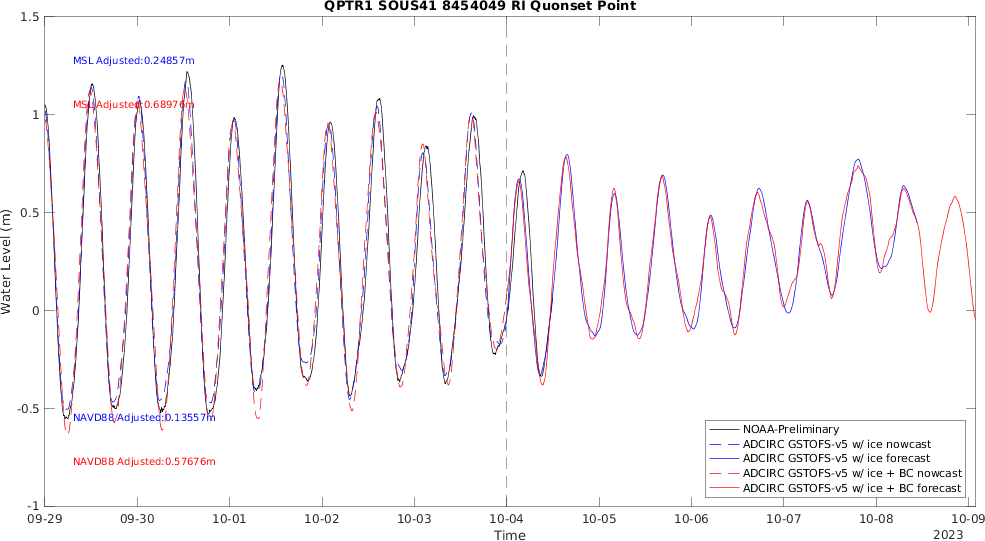 QPTR1 SOUS41 8454049 RI Quonset Point
1.5
1
0.5
0
-0.5
-1
Water Level (m)
MSL Adjusted:0.24857m
MSL Adjusted:0.68976m
NAVD88 Adjusted:0.13557m
NAVD88 Adjusted:0.57676m
NOAA-Preliminary
ADCIRC GSTOFS-v5 w/ ice nowcast
ADCIRC GSTOFS-v5 w/ ice forecast
ADCIRC GSTOFS-v5 w/ ice + BC nowcast
ADCIRC GSTOFS-v5 w/ ice + BC forecast
09-29 09-30 10-01 10-02 10-03 10-04 10-05 10-06 10-07 10-08 10-09
Time
2023